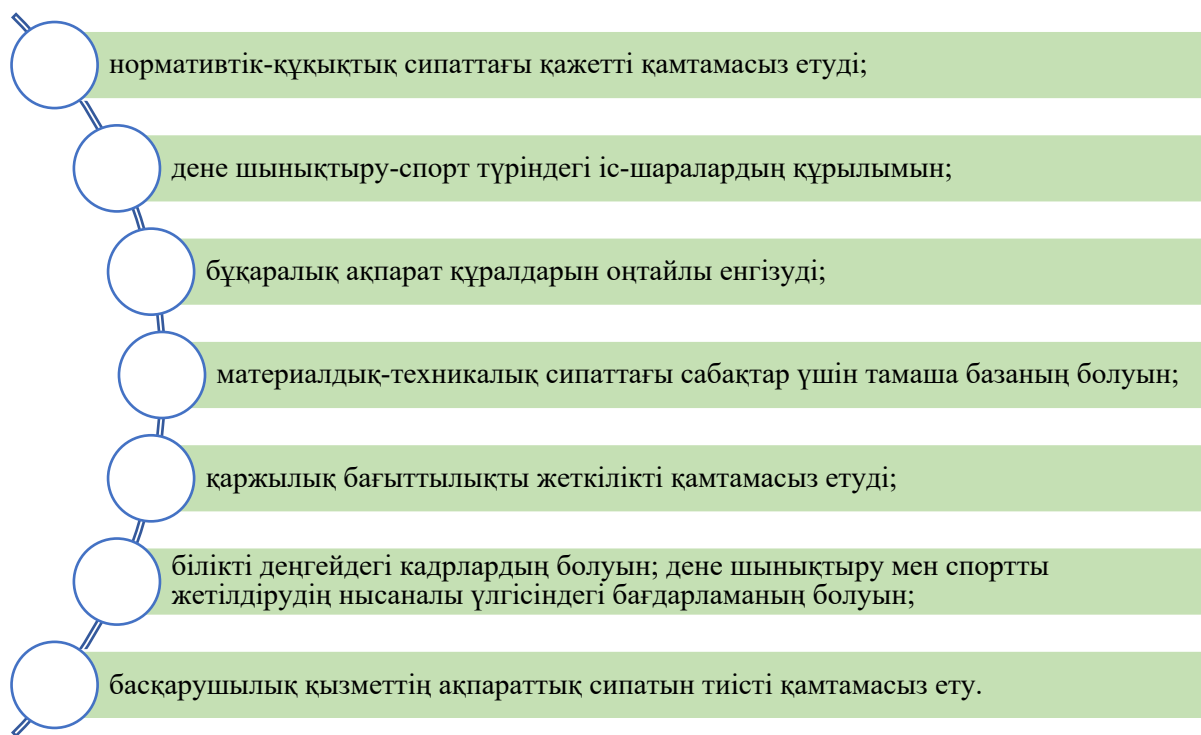 нормативтік-құқықтық сипаттағы қажетті қамтамасыз етуді;
дене шынықтыру-спорт түріндегі іс-шаралардың құрылымын;
бұқаралық ақпарат құралдарын оңтайлы енгізуді;
материалдық-техникалық сипаттағы сабақтар үшін тамаша базаның болуын;
қаржылық бағыттылықты жеткілікті қамтамасыз етуді;
білікті деңгейдегі кадрлардың болуын; дене шынықтыру мен спортты
жетілдірудің нысаналы үлгісіндегі бағдарламаның болуын;
басқарушылық қызметтің ақпараттық сипатын тиісті қамтамасыз ету.